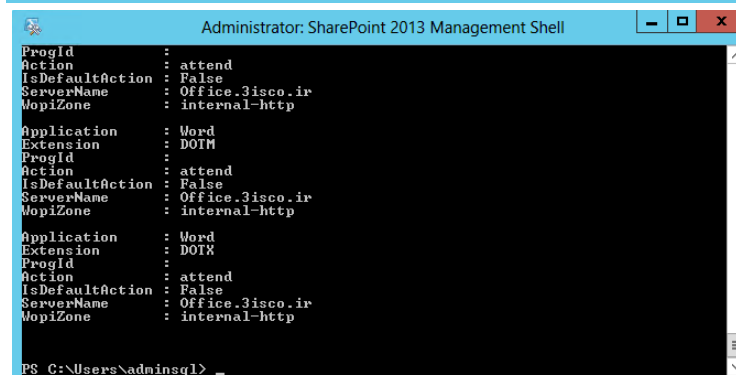 Administrator: SharePoint 2013 Management Shell
ProgId :
Action : attend
IsDefaultAction : False
ServerName : Office.3isco.ir
WopiZone : internal-http
Application : Word
Extension : DOTM
ProgId :
Action : attend
IsDefaultAction : False
ServerName : Office.3isco.ir
WopiZone : internal-http
Application : Word
Extension : DOTX
ProgId :
Action : attend
IsDefaultAction : False
ServerName : Office.3isco.ir
WopiZone : internal-http
PS C:\Users\adminsql> _